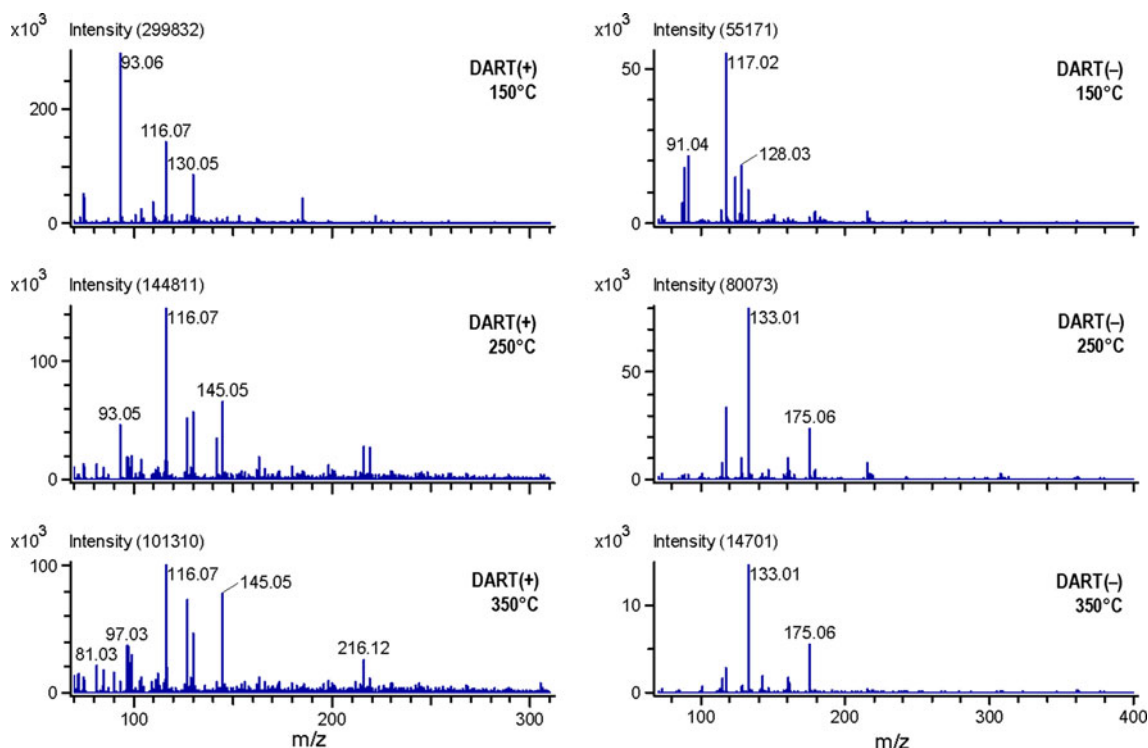 x10³ Intensity (299832)
DART(+)
150°C
93.06
116.07
130.05
200
0
x10³ Intensity (55171)
DART(–)
150°C
117.02
91.04
128.03
50
0
x10³ Intensity (144811)
DART(+)
250°C
116.07
145.05
93.05
100
0
x10³ Intensity (80073)
DART(–)
250°C
133.01
175.06
50
0
x10³ Intensity (101310)
DART(+)
350°C
116.07
145.05
97.03
81.03
216.12
100
0
100 200 300
m/z
x10³ Intensity (14701)
DART(–)
350°C
133.01
175.06
10
0
100 200 300 400
m/z